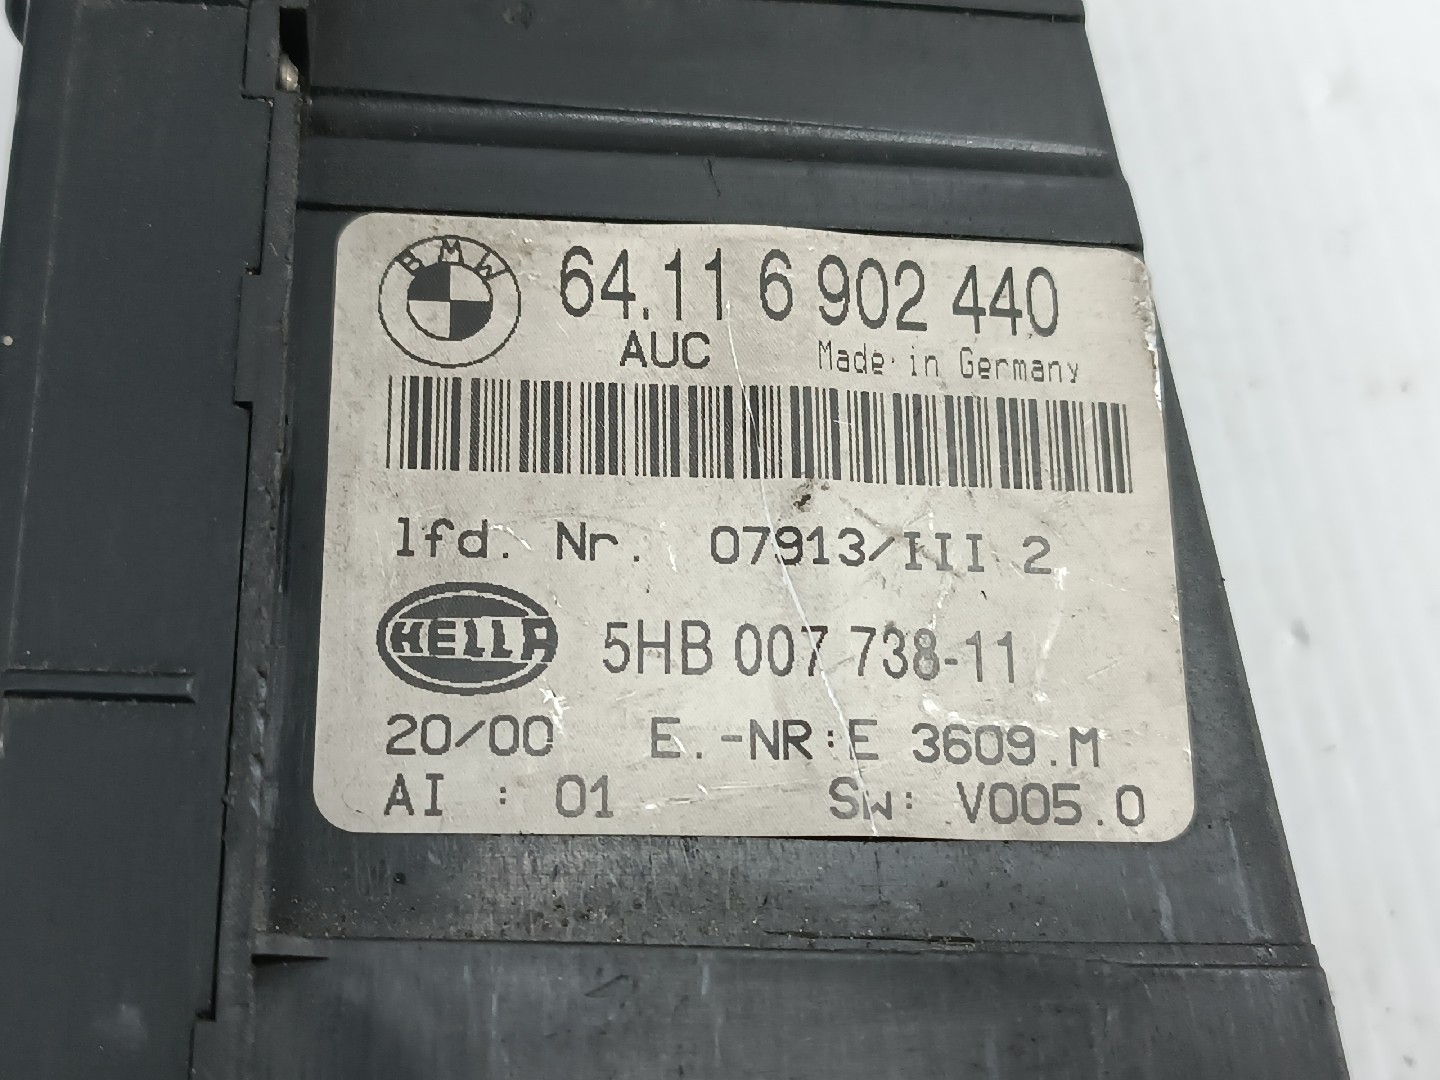 BMW
64.11 6 902 440
AUC Made in Germany
lfd. Nr. 07913/III 2
HELLA 5HB 007 738-11
20/00 E.-NR:E 3609.M
AI : 01 SW: V005.0